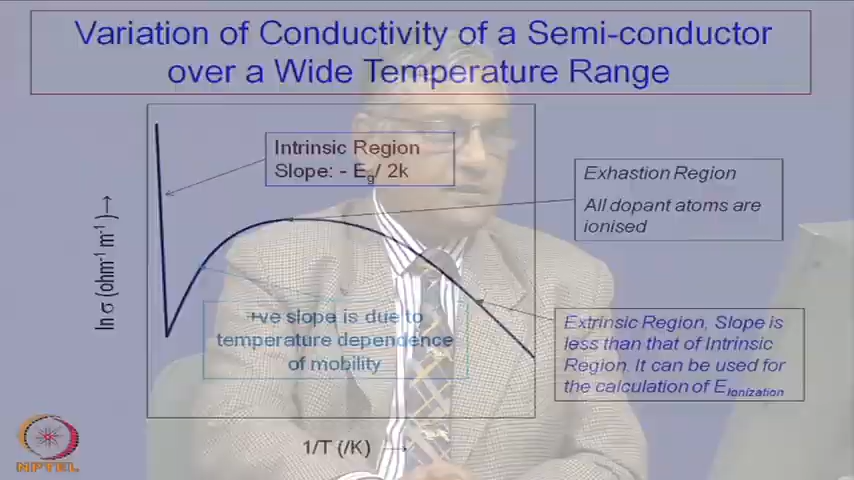 Variation of Conductivity of a Semi-conductor
over a Wide Temperature Range
Intrinsic Region
Slope: - Eg/ 2k
Exhastion Region
All dopant atoms are
ionised
ln σ (ohm-1 m-1)→
+ve slope is due to
temperature dependence
of mobility
Extrinsic Region, Slope is
less than that of Intrinsic
Region. It can be used for
the calculation of EIonization
1/T (/K)
NPTEL